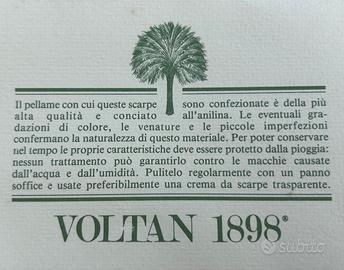 Il pellame con cui queste scarpe sono confezionate è della più
alta qualità e conciato all'anilina. Le eventuali gra-
dazioni di colore, le venature e le piccole imperfezioni
confermano la naturalezza di questo materiale. Per poter conservare
nel tempo le proprie caratteristiche deve essere protetto dalla pioggia:
nessun trattamento può garantirlo contro le macchie causate
dall'acqua e dall'umidità. Pulitelo regolarmente con un panno
soffice e usate preferibilmente una crema da scarpe trasparente.
VOLTAN 1898®
subito